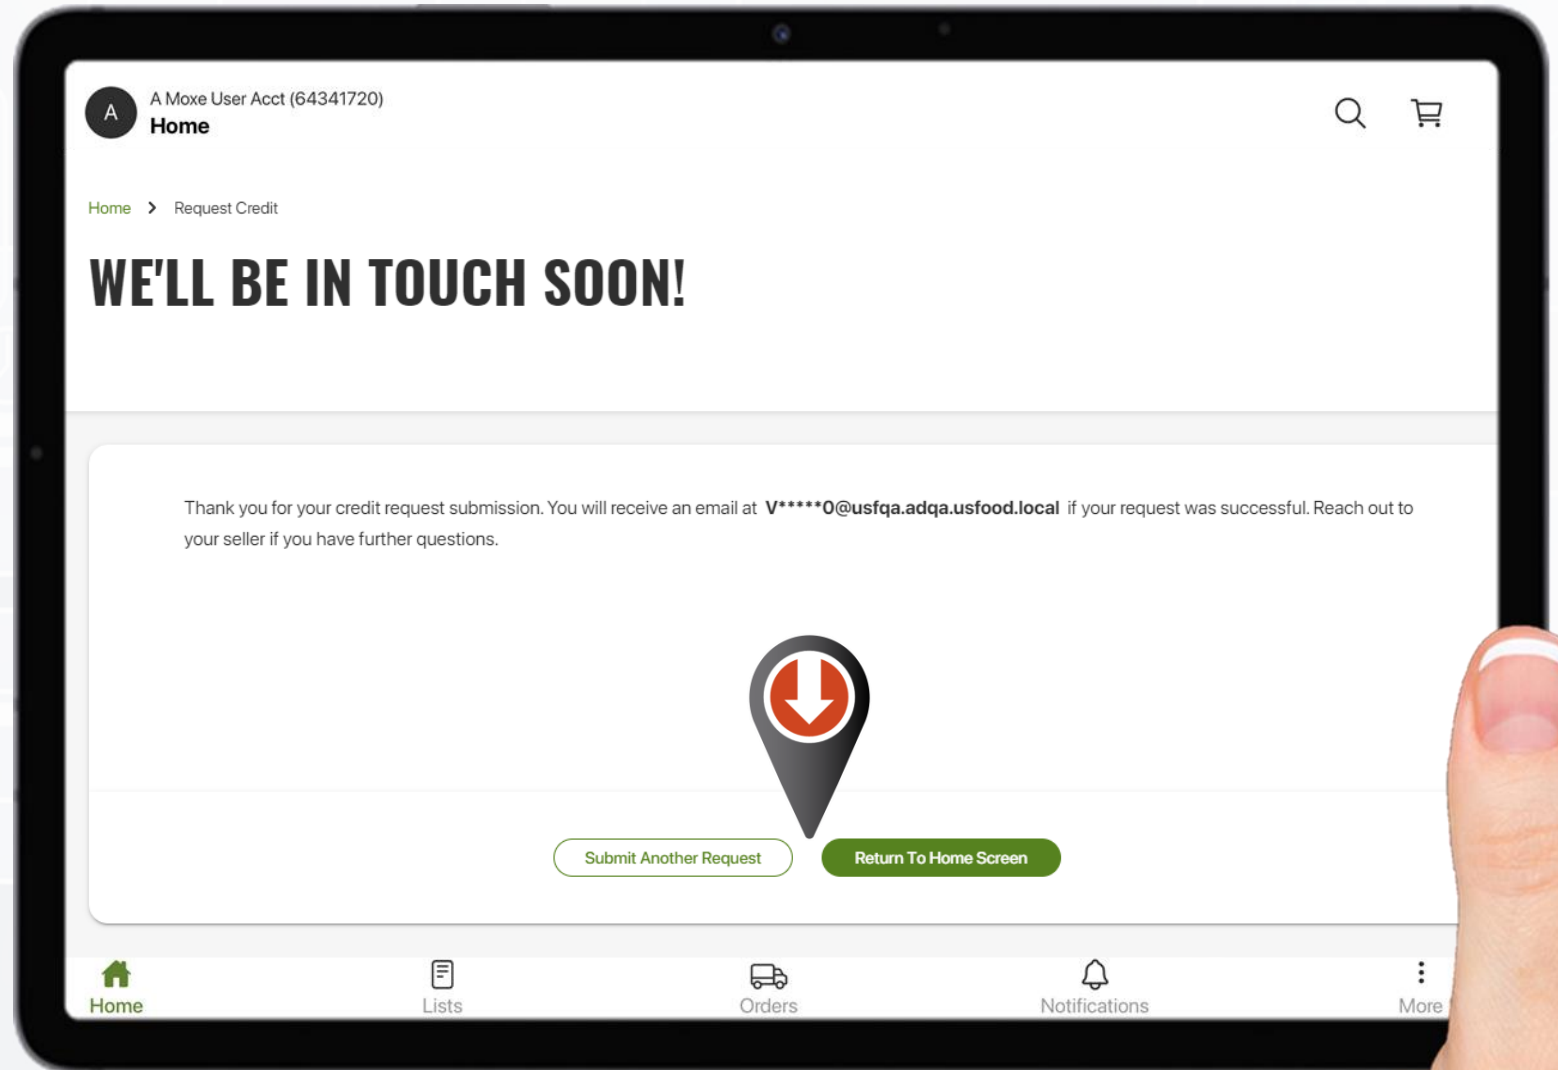 A
A Moxe User Acct (64341720)
Home
Home > Request Credit
WE'LL BE IN TOUCH SOON!
Thank you for your credit request submission. You will receive an email at V*****0@usfqa.adqa.usfood.local if your request was successful. Reach out to
your seller if you have further questions.
Submit Another Request
Return To Home Screen
Home
Lists
Orders
Notifications
More